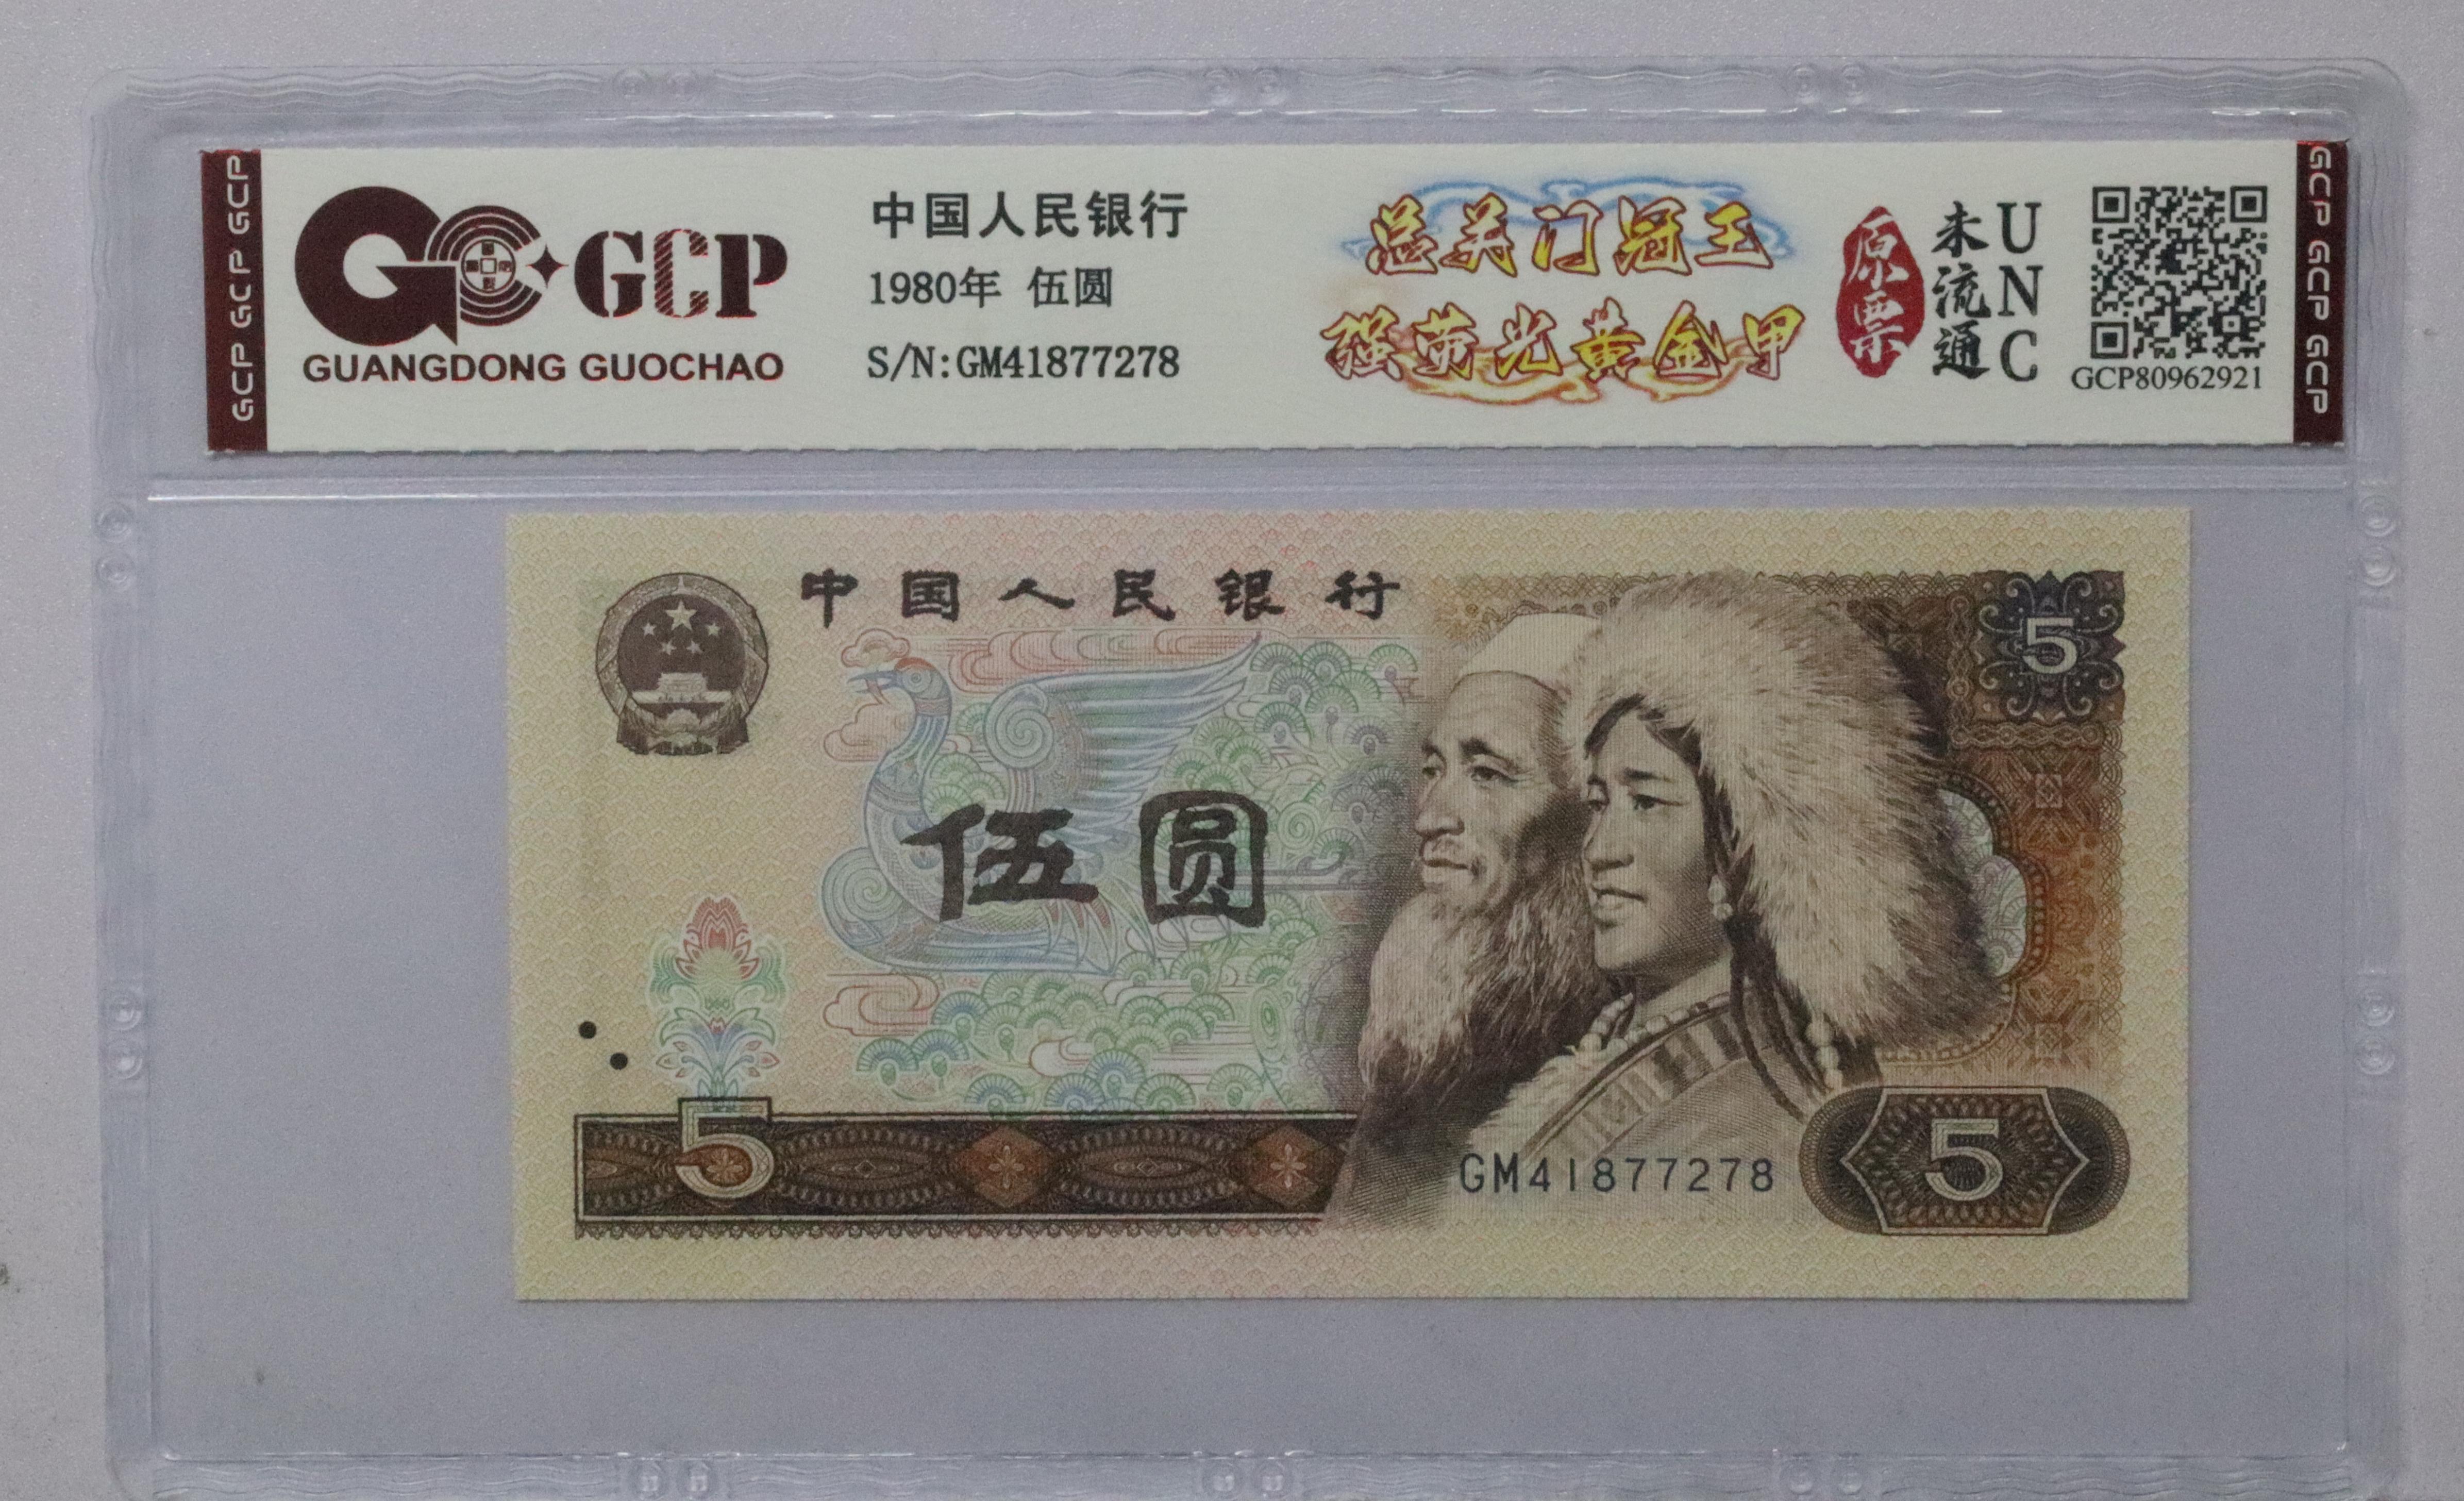 GCP GCP GCP
GCP
GUANGDONG GUOCHAO
中国人民银行
1980年 伍圆
S/N:GM41877278
总关门冠王
强荧光黄金甲
原票
未流通
UNC
GCP80962921
GCP GCP GCP
中国人民银行
5
伍圆
5
GM41877278
5